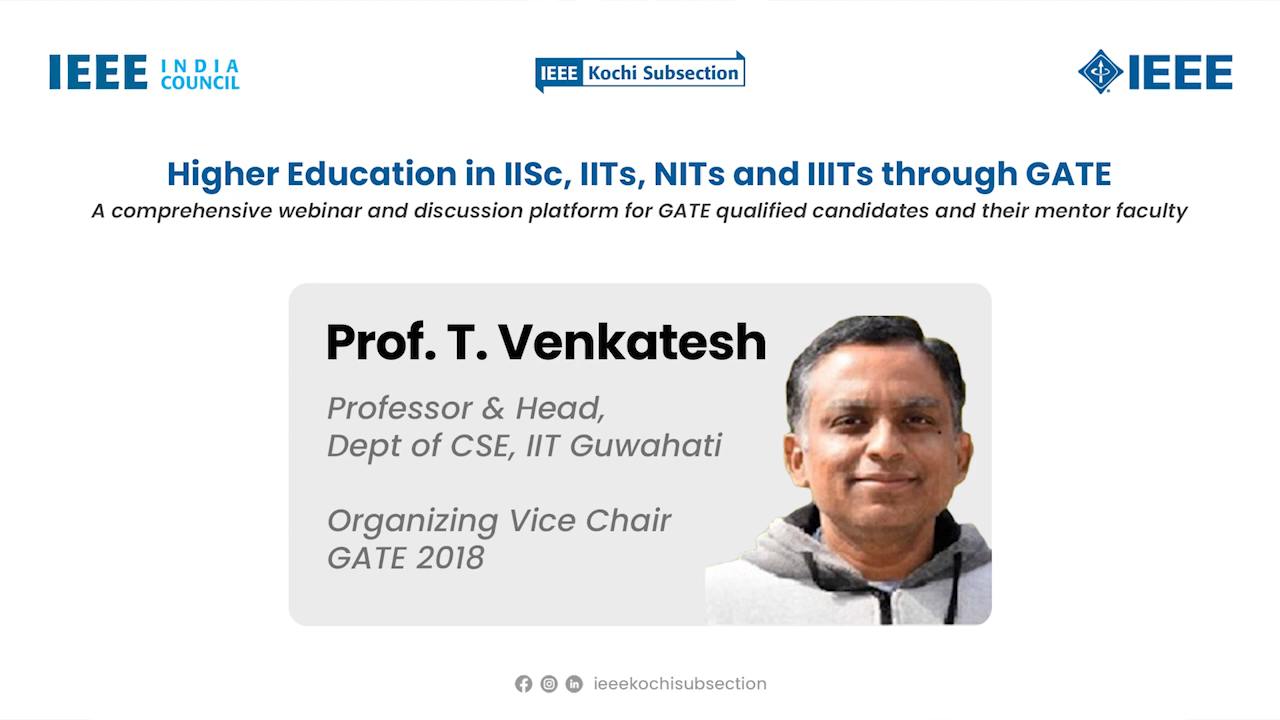 IEEE INDIA COUNCIL
IEEE Kochi Subsection
IEEE
Higher Education in IISc, IITs, NITs and IIITs through GATE
A comprehensive webinar and discussion platform for GATE qualified candidates and their mentor faculty
Prof. T. Venkatesh
Professor & Head,
Dept of CSE, IIT Guwahati
Organizing Vice Chair
GATE 2018
ieeekochisubsection